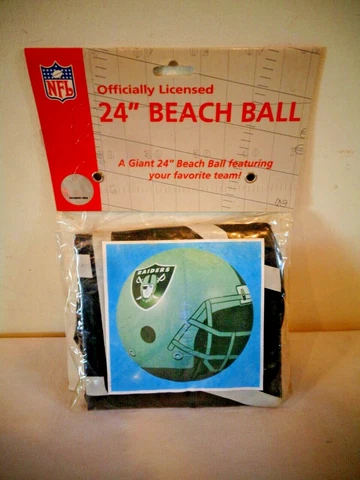 NFL
Officially Licensed
24" BEACH BALL
A Giant 24" Beach Ball featuring
your favorite team!
RAIDERS